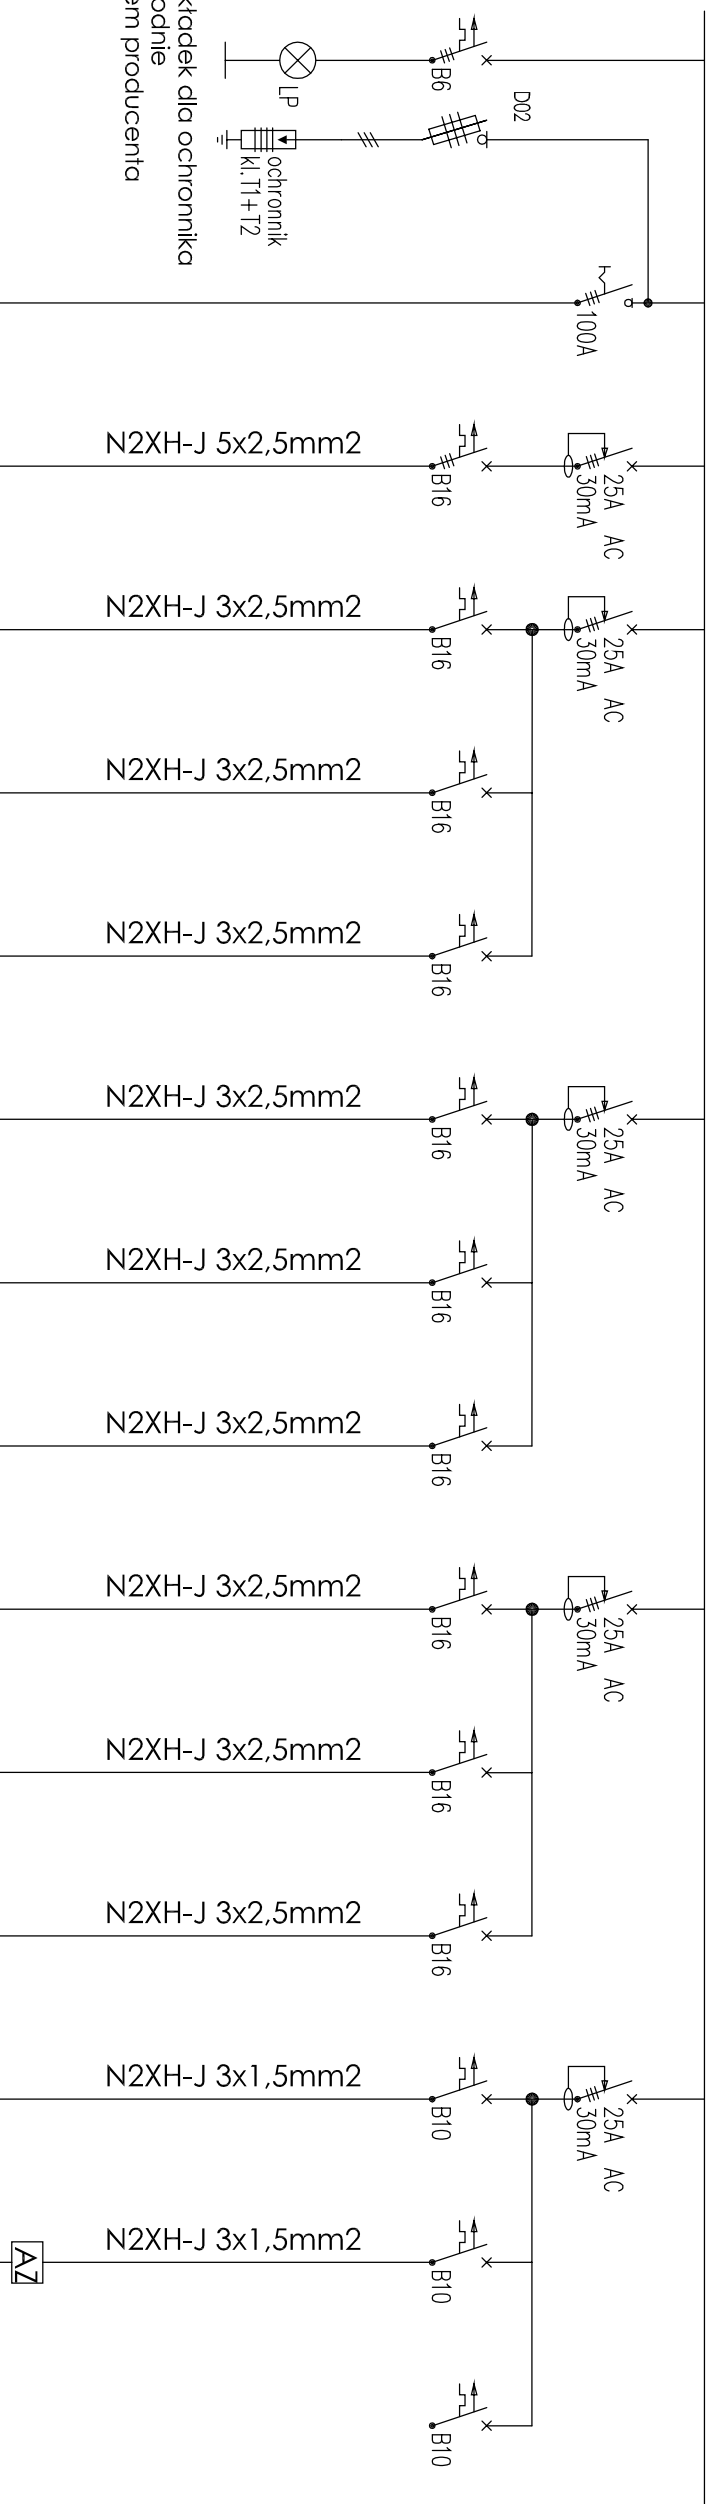 B6
LP
D02
ochronnik
kl.T1+T2
dla ochronnika
producenta
100A
N2XH-J 5x2,5mm2
B16
25A AC
30mA
N2XH-J 3x2,5mm2
B16
25A AC
30mA
N2XH-J 3x2,5mm2
B16
N2XH-J 3x2,5mm2
B16
N2XH-J 3x2,5mm2
B16
25A AC
30mA
N2XH-J 3x2,5mm2
B16
N2XH-J 3x2,5mm2
B16
N2XH-J 3x2,5mm2
B16
25A AC
30mA
N2XH-J 3x2,5mm2
B16
N2XH-J 3x2,5mm2
B16
N2XH-J 3x1,5mm2
B10
25A AC
30mA
N2XH-J 3x1,5mm2
B10
AZ
B10